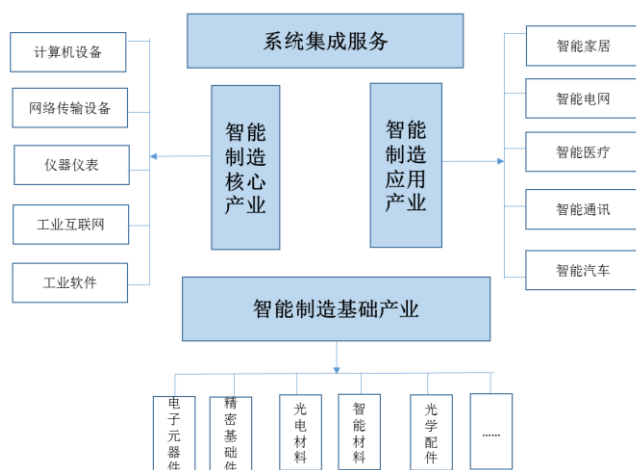 系统集成服务
计算机设备
网络传输设备
仪器仪表
工业互联网
工业软件
智能
制造
核心
产业
智能
制造
应用
产业
智能家居
智能电网
智能医疗
智能通讯
智能汽车
智能制造基础产业
电子元器件
精密基础件
光电材料
智能材料
光学配件
……